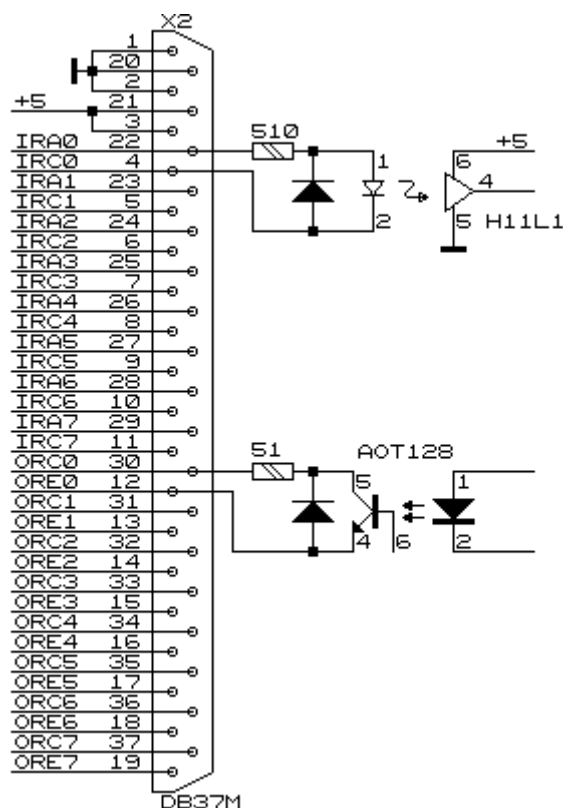 X2
1
20
2
+5 21
3
IRA0 22 510
IRC0 4 1 6 +5
IRA1 23 4
IRC1 5 2 5 H11L1
IRA2 24
IRC2 6
IRA3 25
IRC3 7
IRA4 26
IRC4 8
IRA5 27
IRC5 9
IRA6 28
IRC6 10
IRA7 29
IRC7 11
ORC0 30 51 AOT128
ORE0 12 5 1
ORC1 31
ORE1 13 4 6 2
ORC2 32
ORE2 14
ORC3 33
ORE3 15
ORC4 34
ORE4 16
ORC5 35
ORE5 17
ORC6 36
ORE6 18
ORC7 37
ORE7 19
DB37M